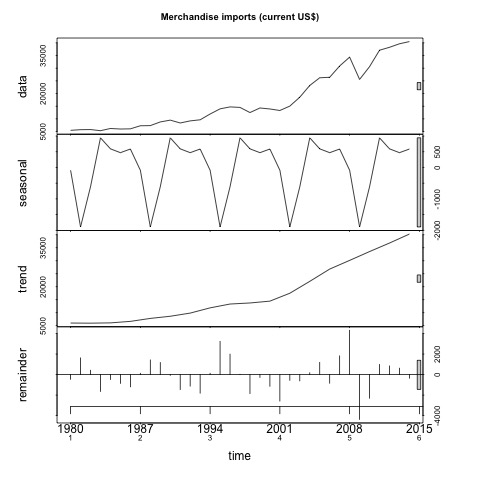 Merchandise imports (current US$)
data
5000 20000 35000
seasonal
-2000 -1000 0 500
trend
5000 20000 35000
remainder
-4000 0 2000
1980 1987 1994 2001 2008 2015
1 2 3 4 5 6
time